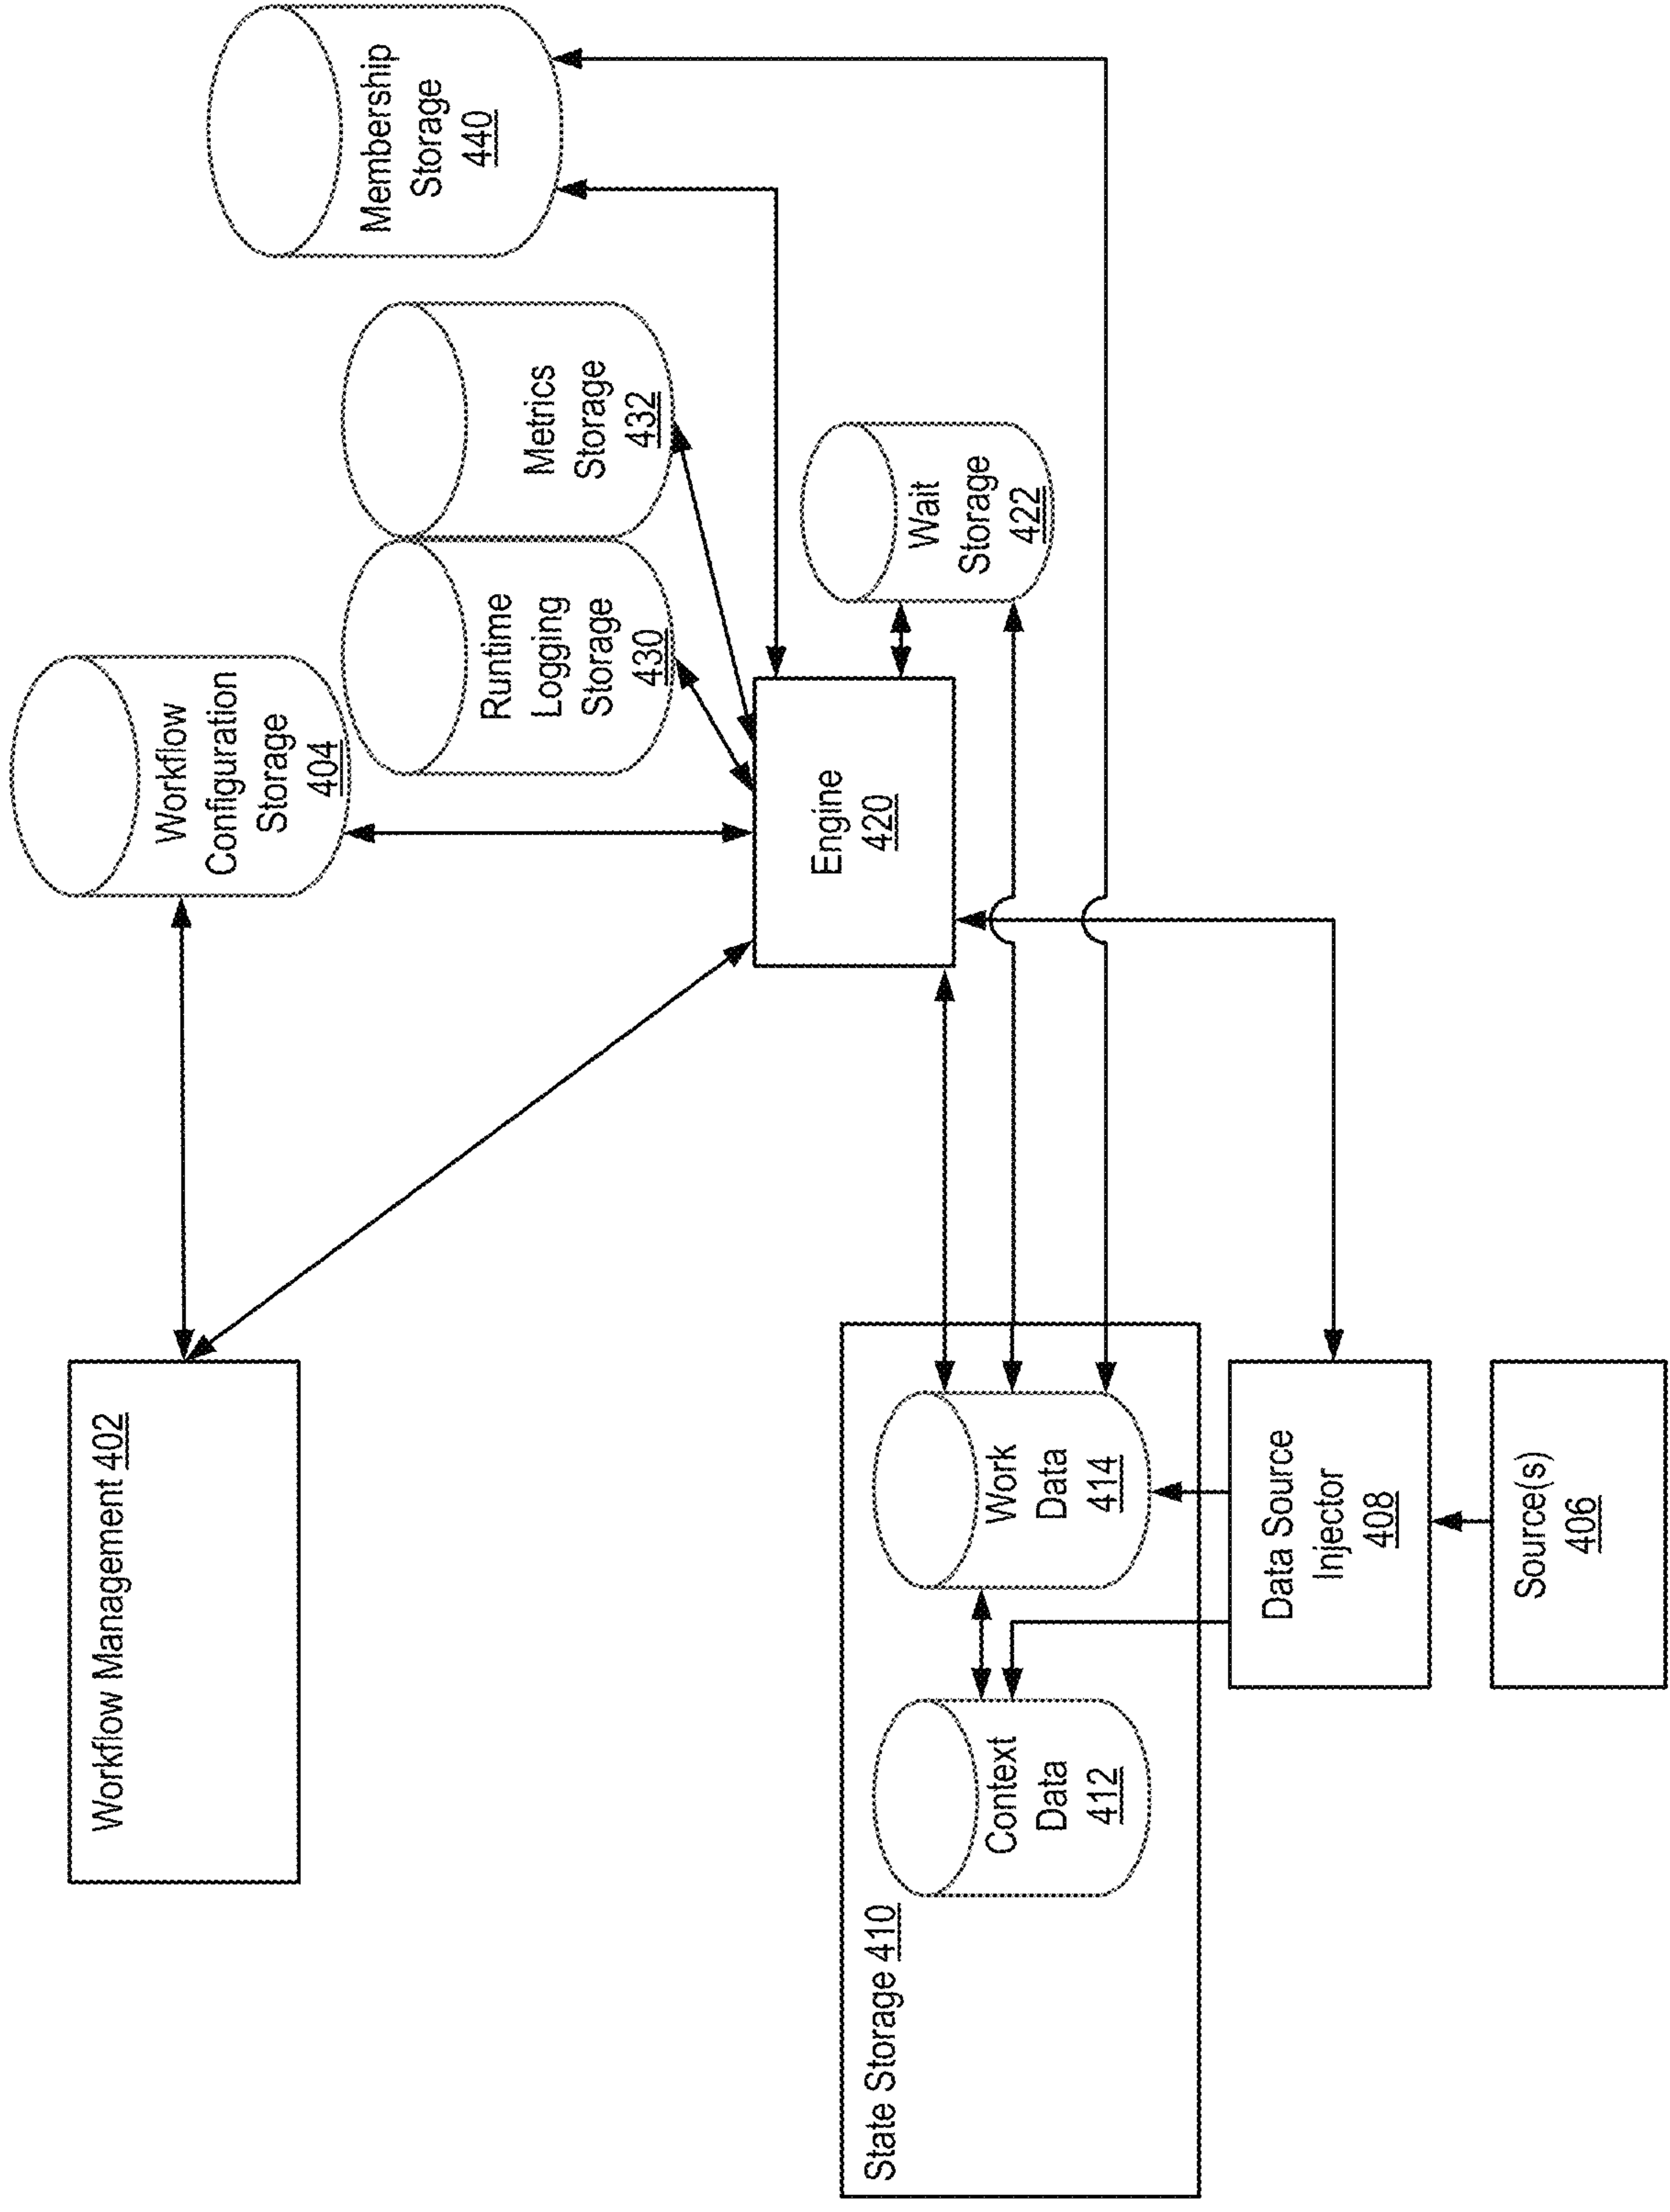 Workflow Management 402
Workflow
Configuration
Storage
404
Membership
Storage
440
Runtime
Logging
Storage
430
Metrics
Storage
432
Engine
420
Wait
Storage
422
State Storage 410
Context
Data
412
Work
Data
414
Data Source
Injector
408
Source(s)
406